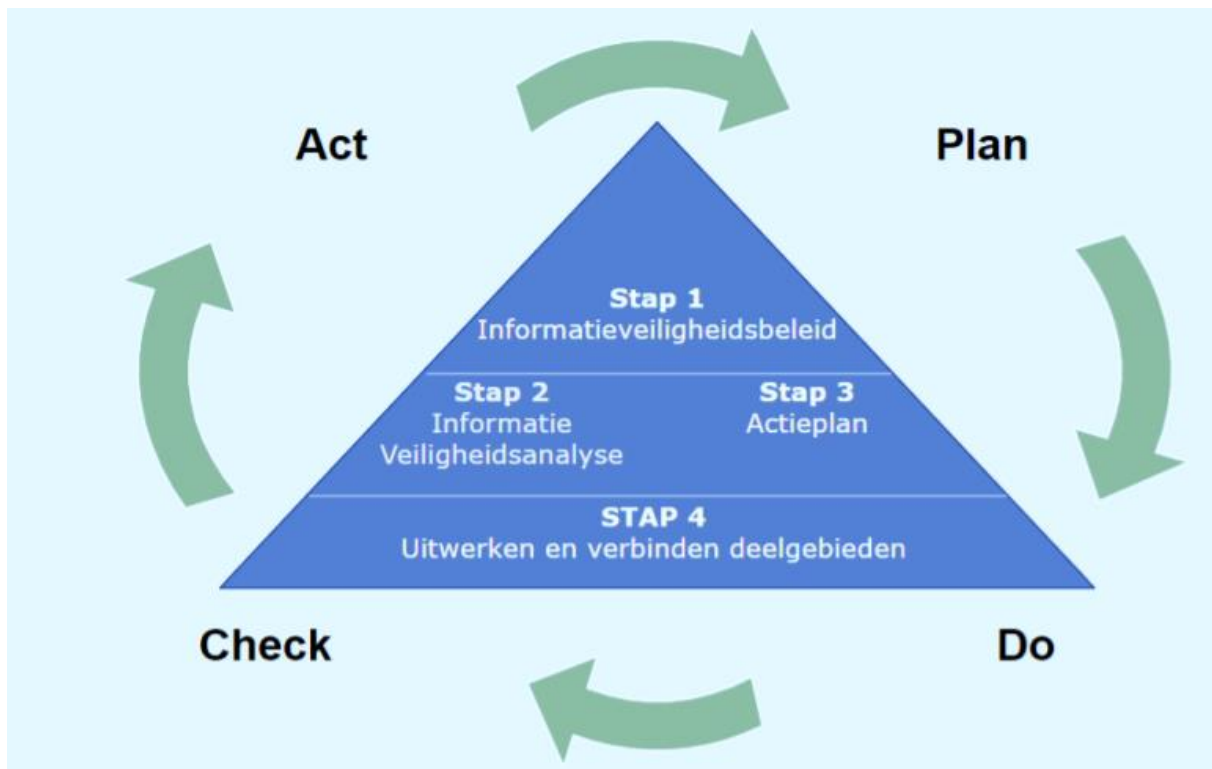 Act
Plan
Stap 1
Informatieveiligheidsbeleid
Stap 2
Informatie
Veiligheidsanalyse
Stap 3
Actieplan
STAP 4
Uitwerken en verbinden deelgebieden
Check
Do